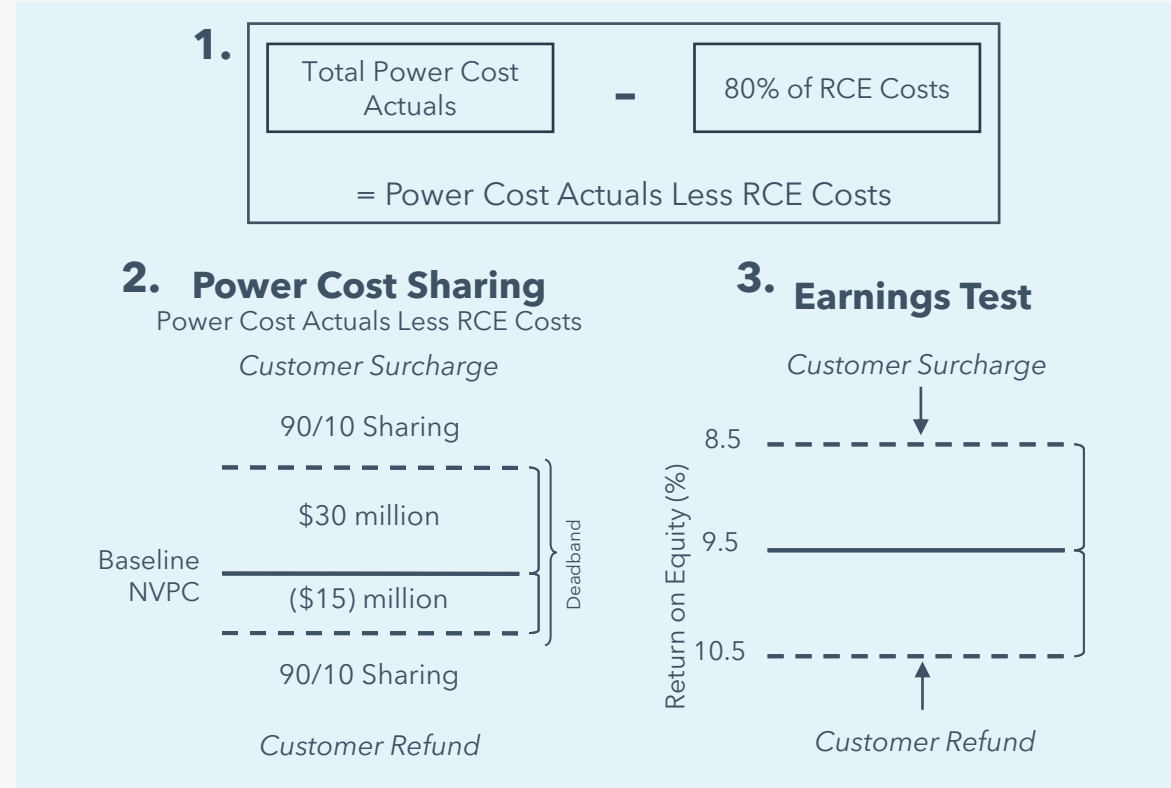 1.
Total Power Cost
Actuals
-
80% of RCE Costs
= Power Cost Actuals Less RCE Costs
2. Power Cost Sharing
Power Cost Actuals Less RCE Costs
Customer Surcharge
90/10 Sharing
$30 million
Baseline
NVPC
($15) million
Deadband
90/10 Sharing
Customer Refund
3. Earnings Test
Customer Surcharge
Return on Equity (%)
8.5
9.5
10.5
Customer Refund